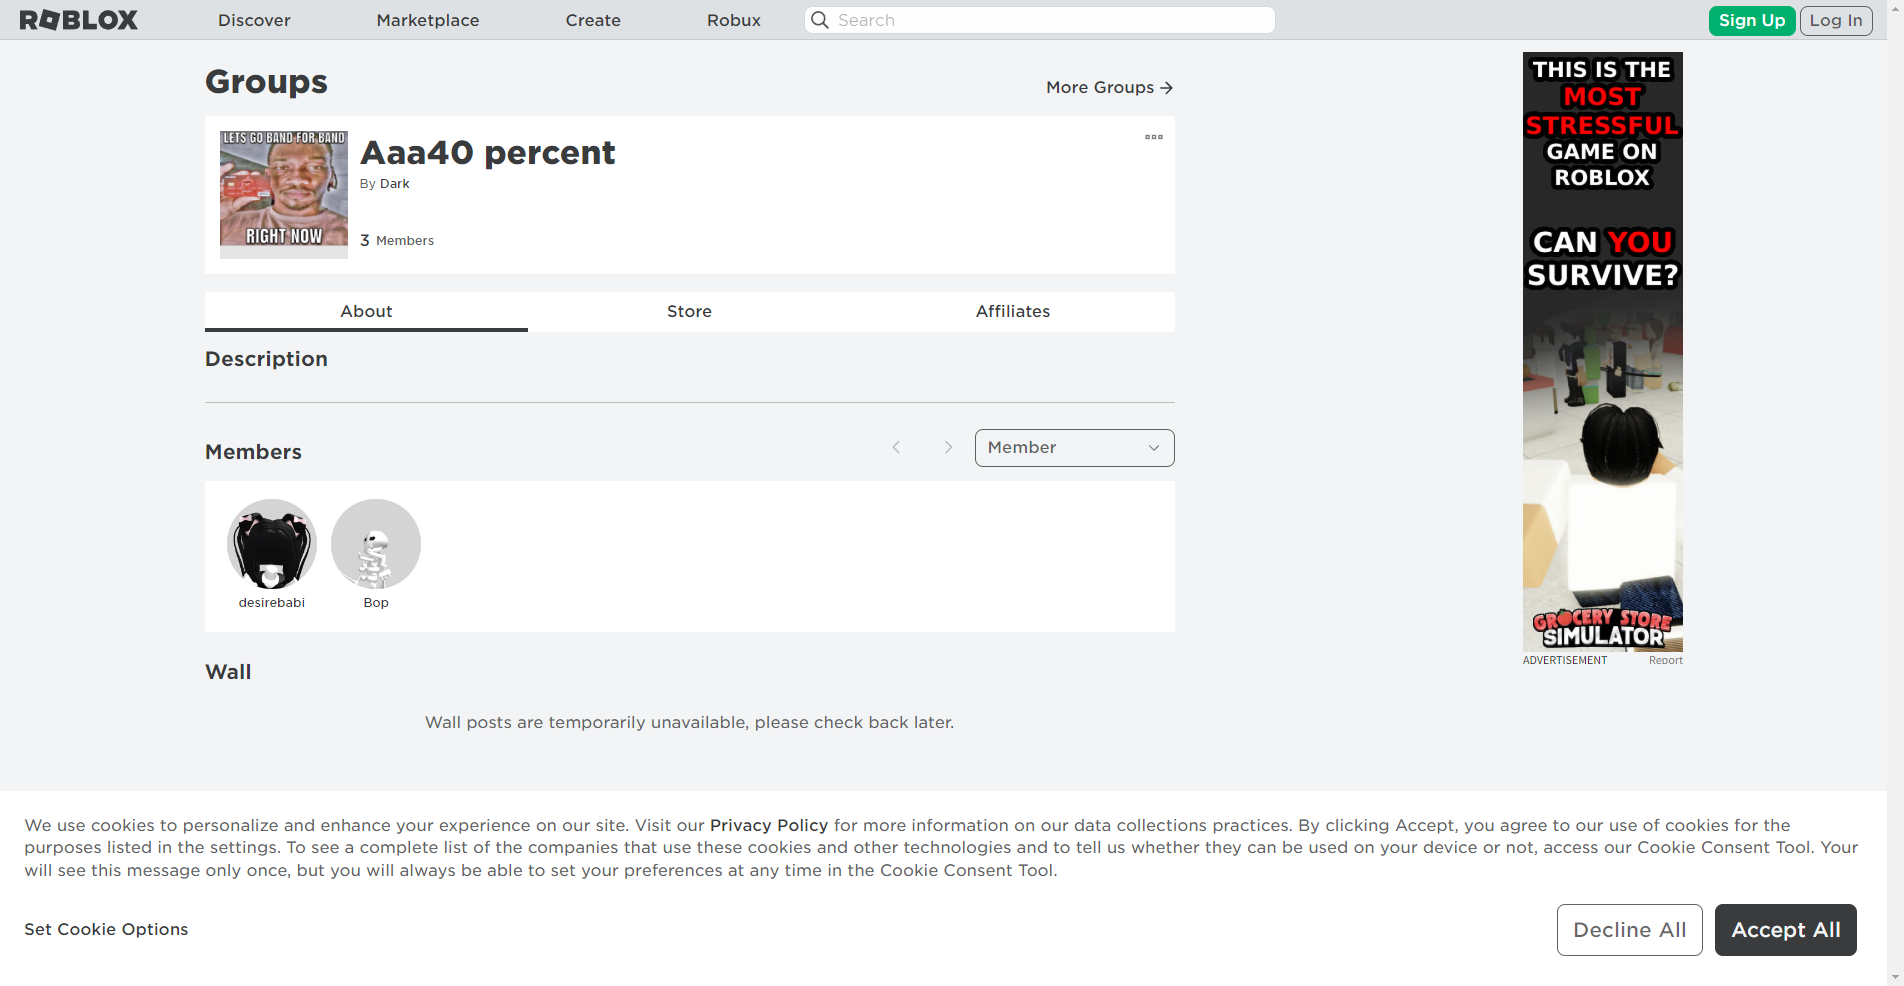 ROBLOX
Discover
Marketplace
Create
Robux
Search
Sign Up
Log In
Groups
More Groups
LETS GO BAND FOR BAND
RIGHT NOW
Aaa40 percent
By Dark
3 Members
About
Store
Affiliates
Description
Members
Member
desirebabi
Bop
Wall
Wall posts are temporarily unavailable, please check back later.
THIS IS THE
MOST
STRESSFUL
GAME ON
ROBLOX
CAN YOU
SURVIVE?
GROCERY STORE
SIMULATOR
ADVERTISEMENT
Report
We use cookies to personalize and enhance your experience on our site. Visit our Privacy Policy for more information on our data collections practices. By clicking Accept, you agree to our use of cookies for the
purposes listed in the settings. To see a complete list of the companies that use these cookies and other technologies and to tell us whether they can be used on your device or not, access our Cookie Consent Tool. Your
will see this message only once, but you will always be able to set your preferences at any time in the Cookie Consent Tool.
Set Cookie Options
Decline All
Accept All